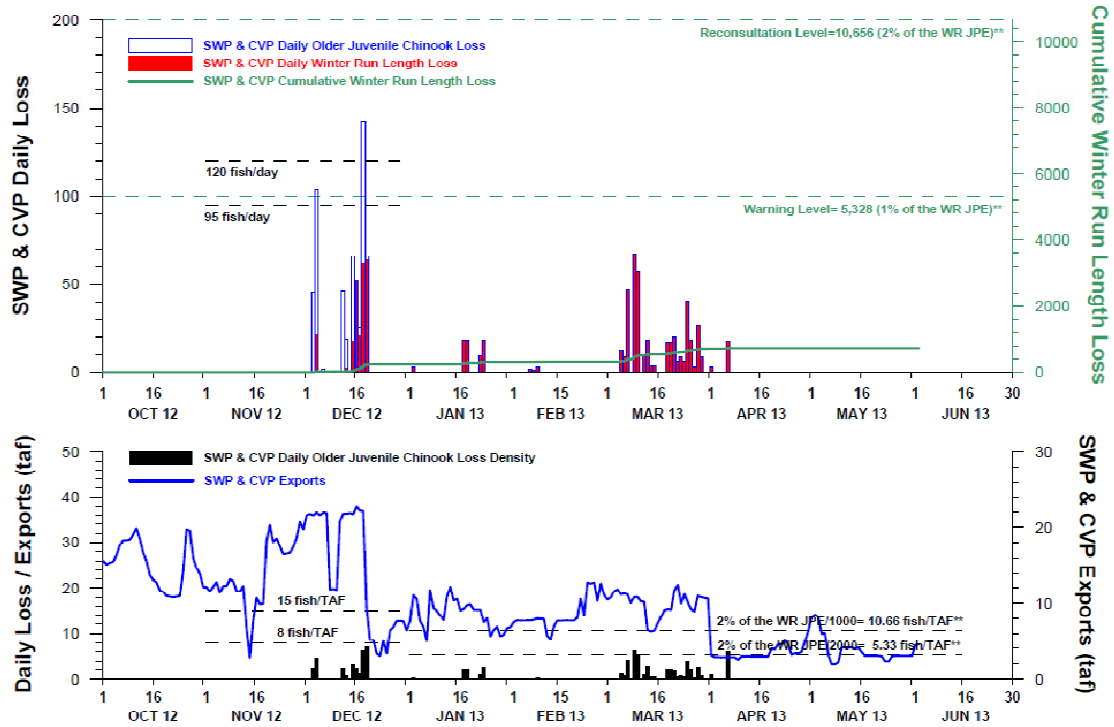 SWP & CVP Daily Loss
200
150
100
50
0
SWP & CVP Daily Older Juvenile Chinook Loss
SWP & CVP Daily Winter Run Length Loss
SWP & CVP Cumulative Winter Run Length Loss
Reconsultation Level=10,656 (2% of the WR JPE)**
120 fish/day
95 fish/day
Warning Level= 5,328 (1% of the WR JPE)**
10000
8000
6000
4000
2000
0
Cumulative Winter Run Length Loss
1 16 1 16 1 16 1 16 1 15 1 16 1 16 1 16 1 16 30
OCT 12 NOV 12 DEC 12 JAN 13 FEB 13 MAR 13 APR 13 MAY 13 JUN 13
Daily Loss / Exports (taf)
50
40
30
20
10
0
SWP & CVP Daily Older Juvenile Chinook Loss Density
SWP & CVP Exports
15 fish/TAF
8 fish/TAF
2% of the WR JPE/1000= 10.66 fish/TAF**
2% of the WR JPE/2000= 5.33 fish/TAF**
30
20
10
0
SWP & CVP Exports (taf)
1 16 1 16 1 16 1 16 1 15 1 16 1 16 1 16 1 16 30
OCT 12 NOV 12 DEC 12 JAN 13 FEB 13 MAR 13 APR 13 MAY 13 JUN 13